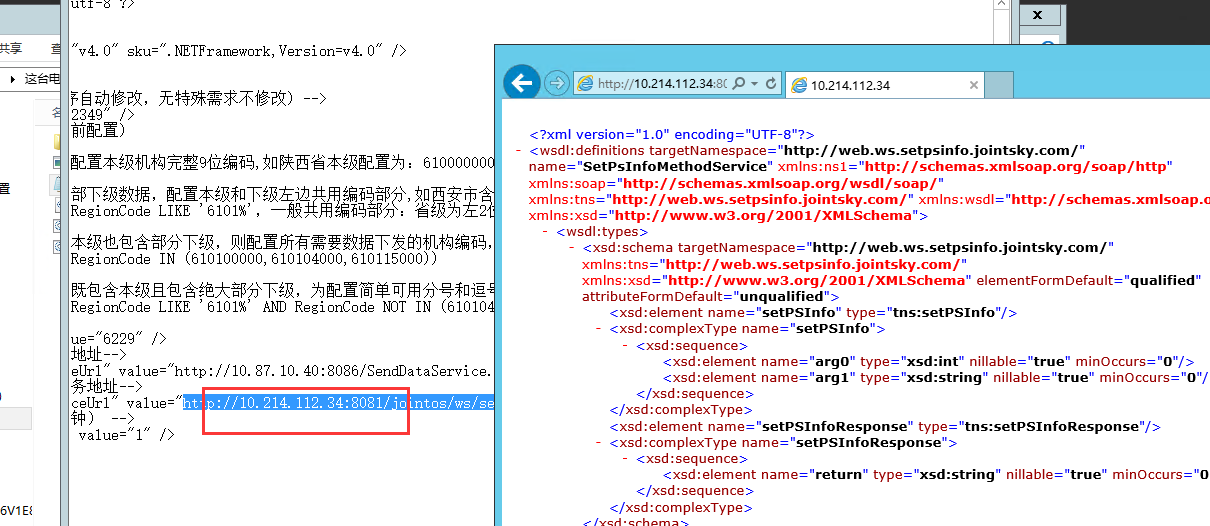 utf-8" ?>
"v4.0" sku=".NETFramework,Version=v4.0" />
共享
这台电
序自动修改，无特殊需求不修改）-->
2349" />
前配置）
配置本级机构完整9位编码,如陕西省本级配置为：610000000
部下级数据，配置本级和下级左边共用编码部分,如西安市含
RegionCode LIKE '6101%'，一般共用编码部分：省级为左2位
本级也包含部分下级，则配置所有需要数据下发的机构编码，
RegionCode IN (610100000,610104000,610115000))
既包含本级且包含绝大部分下级，为配置简单可用分号和逗号
RegionCode LIKE '6101%' AND RegionCode NOT IN (610104
ue="6229" />
地址-->
eUrl" value="http://10.87.10.40:8086/SendDataService.
务地址-->
ceUrl" value="http://10.214.112.34:8081/jointos/ws/se
钟） -->
value="1" />
置
6V1E8
x
http://10.214.112.34:80
10.214.112.34
<?xml version="1.0" encoding="UTF-8"?>
- <wsdl:definitions targetNamespace="http://web.ws.setpsinfo.jointsky.com/"
name="SetPsInfoMethodService" xmlns:ns1="http://schemas.xmlsoap.org/soap/http"
xmlns:soap="http://schemas.xmlsoap.org/wsdl/soap/"
xmlns:tns="http://web.ws.setpsinfo.jointsky.com/" xmlns:wsdl="http://schemas.xmlsoap.o
xmlns:xsd="http://www.w3.org/2001/XMLSchema">
- <wsdl:types>
- <xsd:schema targetNamespace="http://web.ws.setpsinfo.jointsky.com/"
xmlns:tns="http://web.ws.setpsinfo.jointsky.com/"
xmlns:xsd="http://www.w3.org/2001/XMLSchema" elementFormDefault="qualified"
attributeFormDefault="unqualified">
<xsd:element name="setPSInfo" type="tns:setPSInfo"/>
- <xsd:complexType name="setPSInfo">
- <xsd:sequence>
<xsd:element name="arg0" type="xsd:int" nillable="true" minOccurs="0"/>
<xsd:element name="arg1" type="xsd:string" nillable="true" minOccurs="0"/
</xsd:sequence>
</xsd:complexType>
<xsd:element name="setPSInfoResponse" type="tns:setPSInfoResponse"/>
- <xsd:complexType name="setPSInfoResponse">
- <xsd:sequence>
<xsd:element name="return" type="xsd:string" nillable="true" minOccurs="0
</xsd:sequence>
</xsd:complexType>
</xsd:schema>